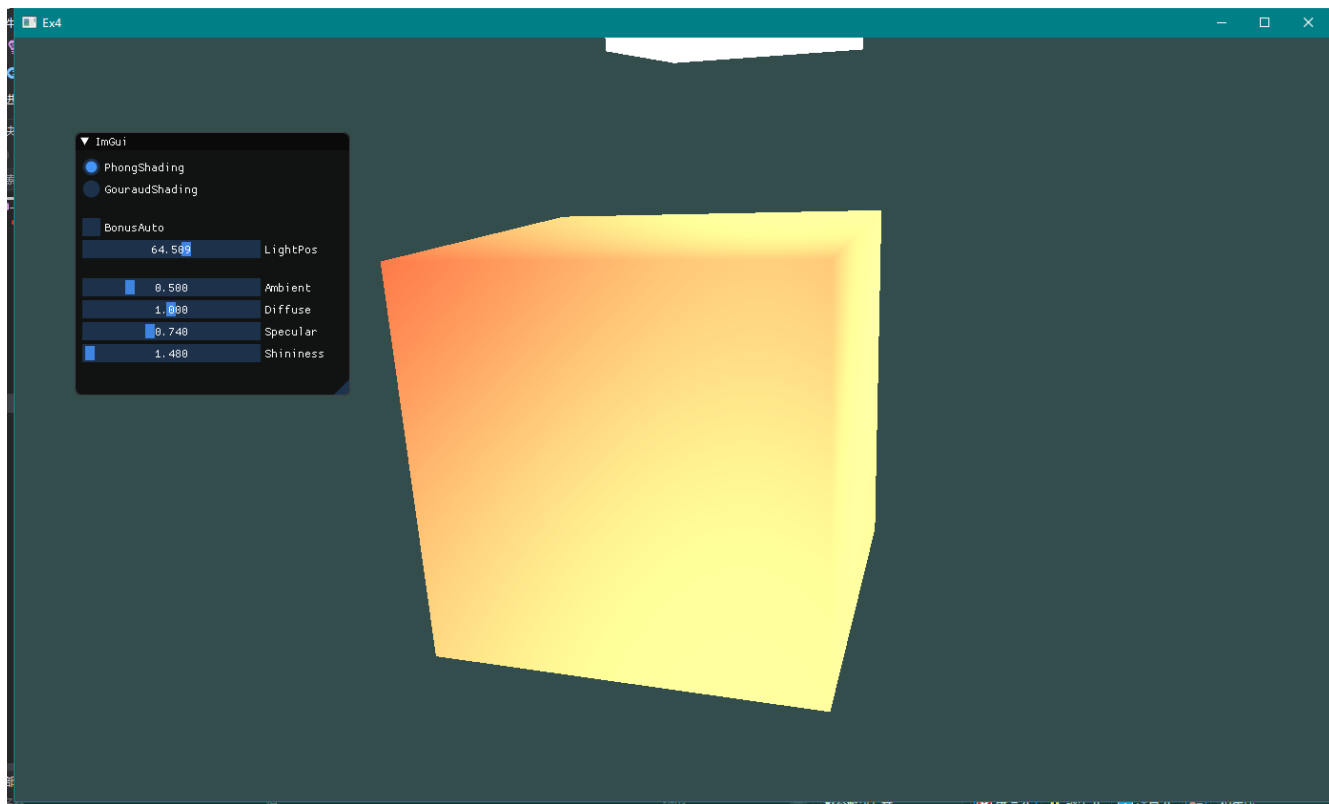 Ex4
ImGui
PhongShading
GouraudShading
BonusAuto
64.509 LightPos
0.500 Ambient
1.000 Diffuse
0.740 Specular
1.480 Shininess